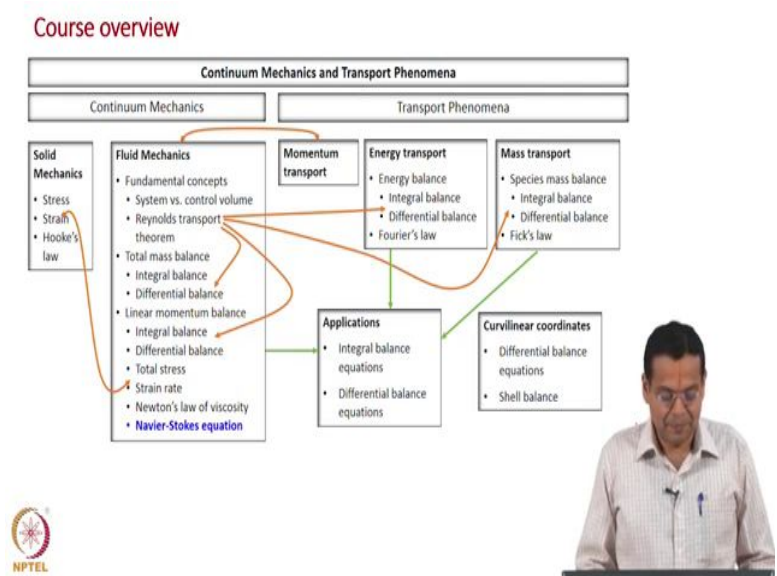 Course overview
Continuum Mechanics and Transport Phenomena
Continuum Mechanics
Transport Phenomena
Solid
Mechanics
• Stress
• Strain
• Hooke's
law
Fluid Mechanics
• Fundamental concepts
• System vs. control volume
• Reynolds transport
theorem
• Total mass balance
• Integral balance
• Differential balance
• Linear momentum balance
• Integral balance
• Differential balance
• Total stress
• Strain rate
• Newton's law of viscosity
• Navier-Stokes equation
Momentum
transport
Energy transport
• Energy balance
• Integral balance
• Differential balance
• Fourier's law
Mass transport
• Species mass balance
• Integral balance
• Differential balance
• Fick's law
Applications
• Integral balance
equations
• Differential balance
equations
Curvilinear coordinates
• Differential balance
equations
• Shell balance
NPTEL